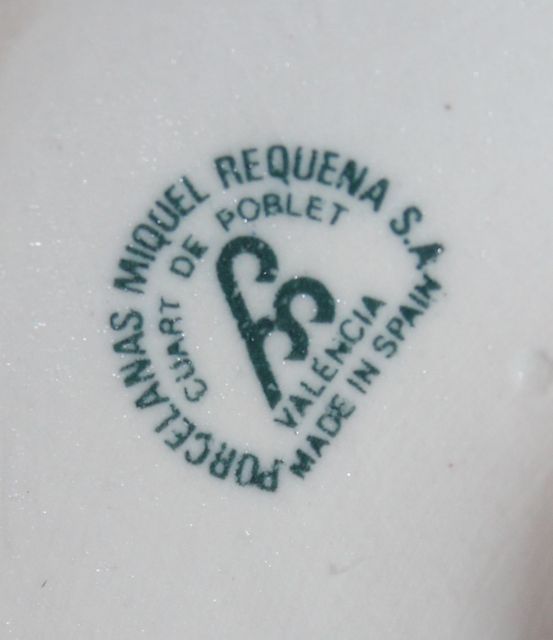 PORCELANAS MIQUEL REQUENA S.A.
CUART DE POBLET
VALENCIA
MADE IN SPAIN